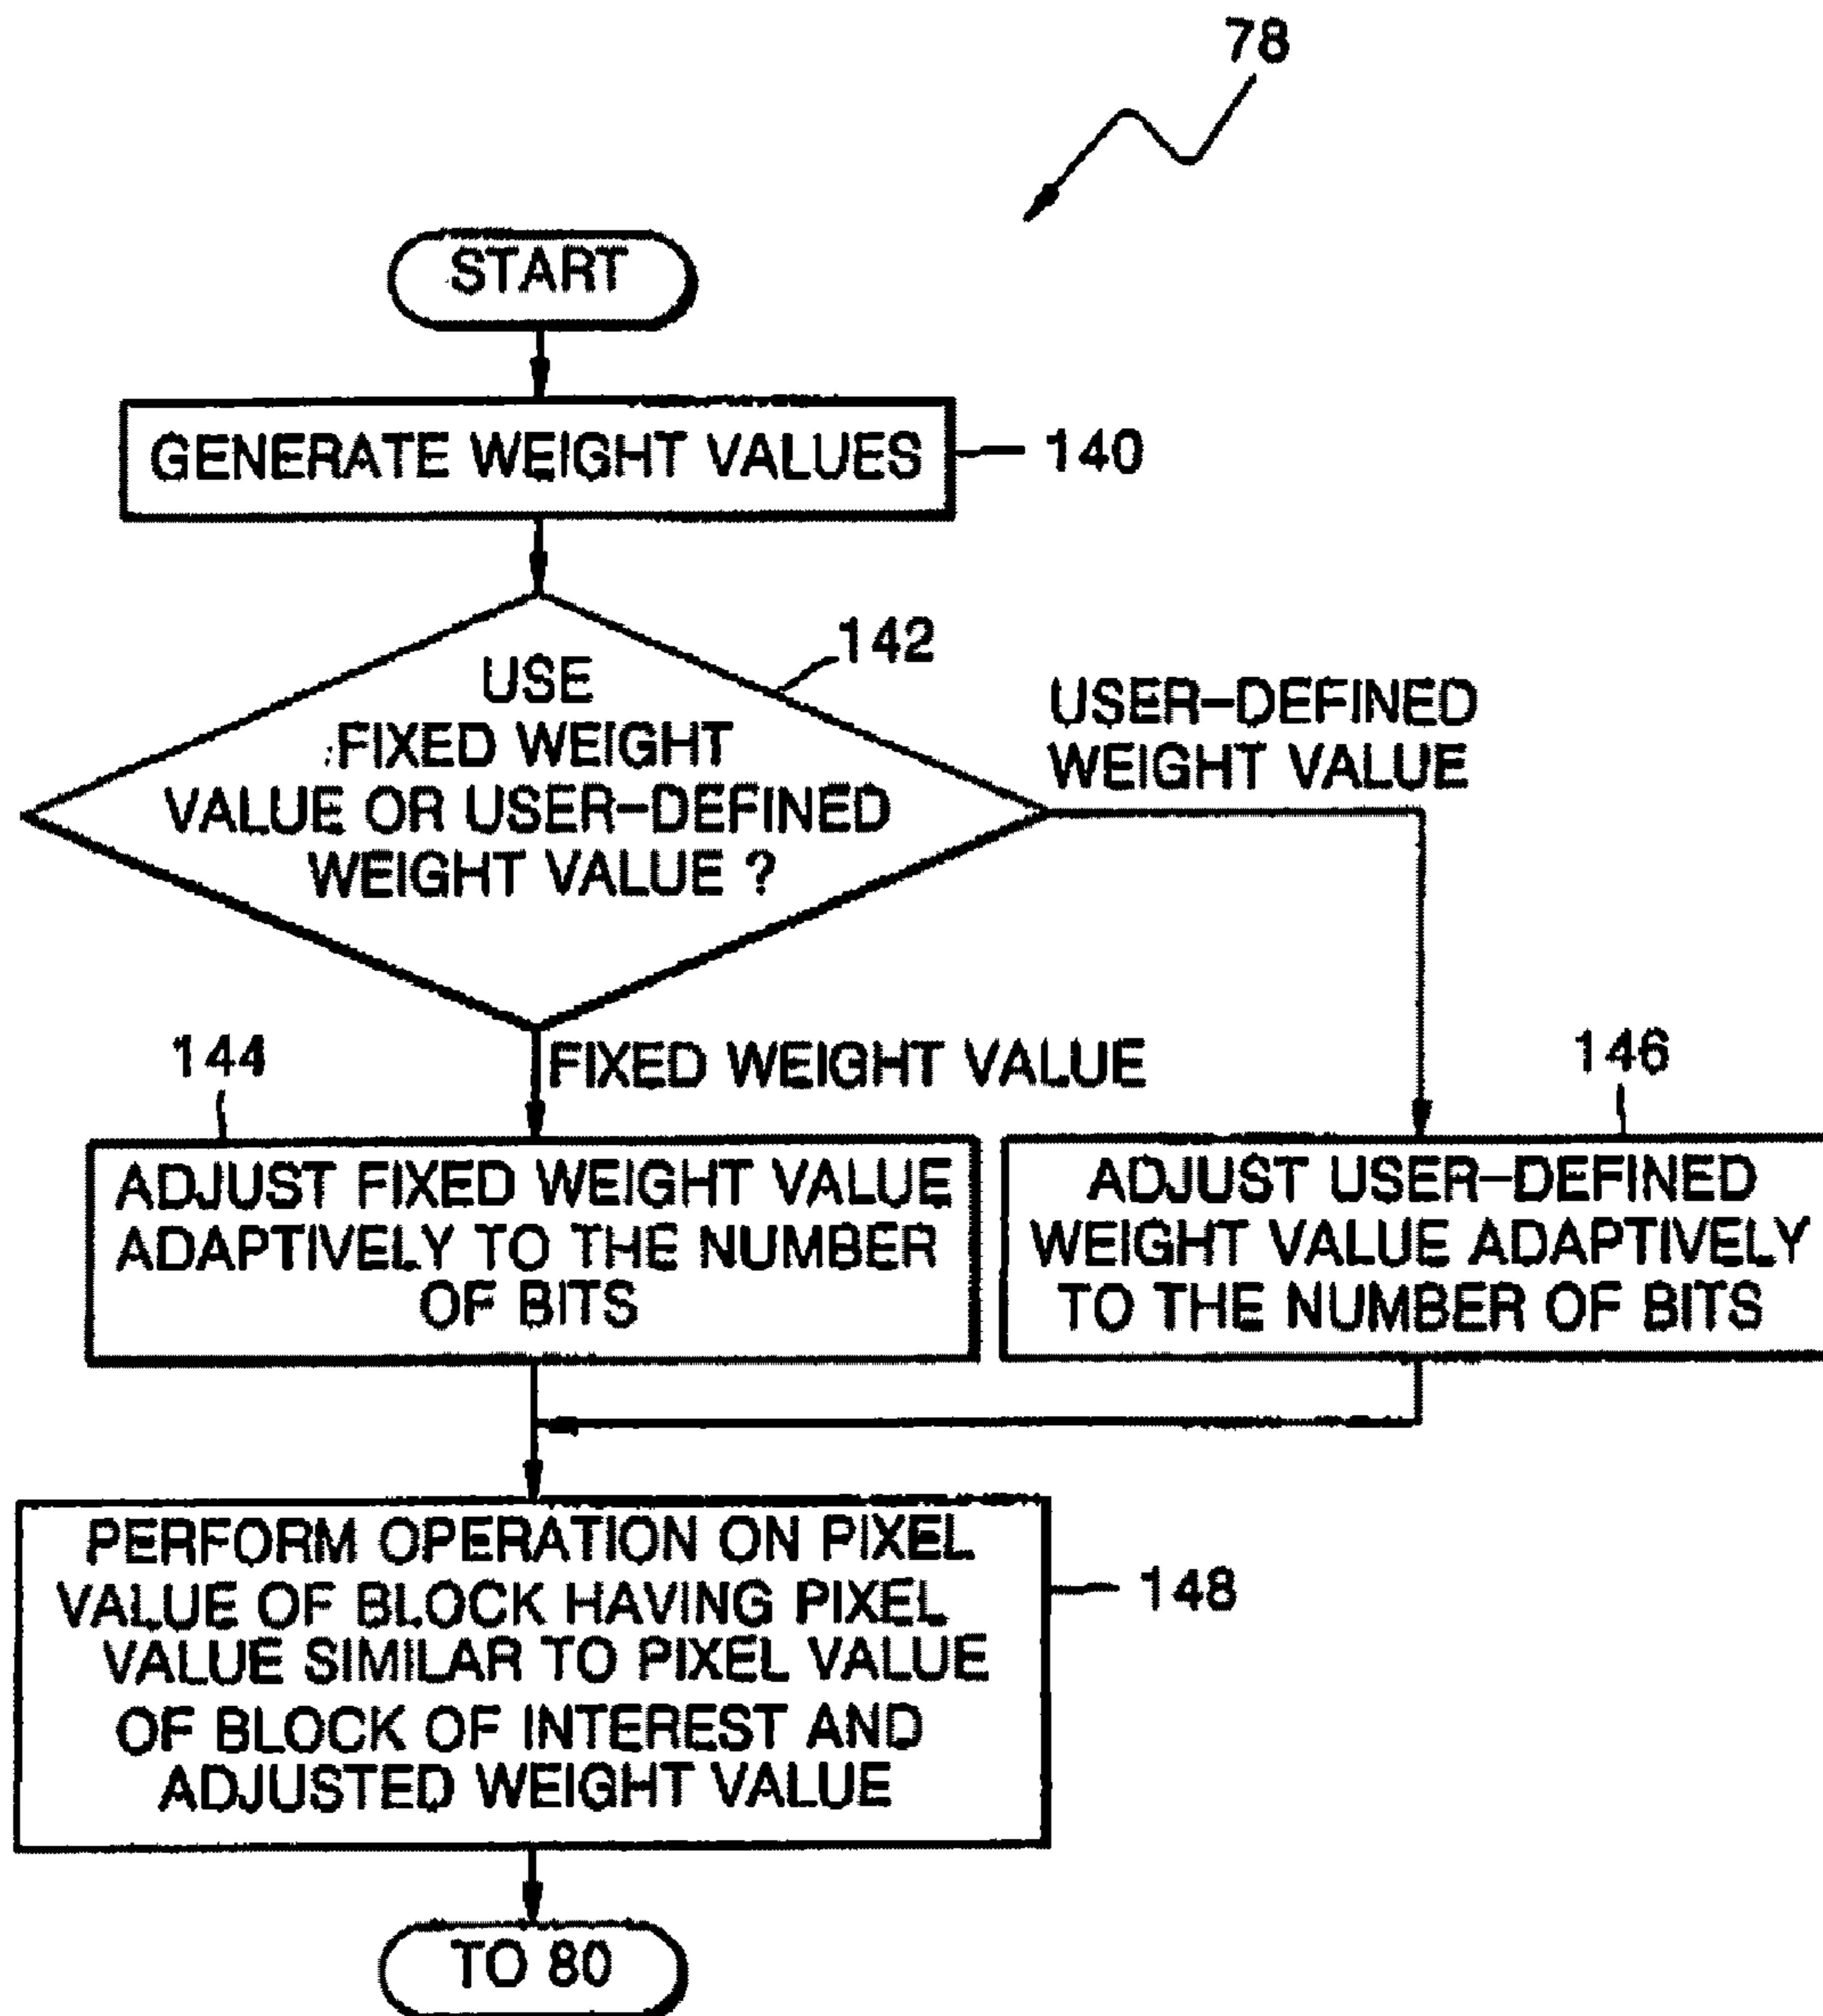 78
START
GENERATE WEIGHT VALUES
140
142
USE
FIXED WEIGHT
VALUE OR USER-DEFINED
WEIGHT VALUE ?
USER-DEFINED
WEIGHT VALUE
FIXED WEIGHT VALUE
144
ADJUST FIXED WEIGHT VALUE
ADAPTIVELY TO THE NUMBER
OF BITS
146
ADJUST USER-DEFINED
WEIGHT VALUE ADAPTIVELY
TO THE NUMBER OF BITS
PERFORM OPERATION ON PIXEL
VALUE OF BLOCK HAVING PIXEL
VALUE SIMILAR TO PIXEL VALUE
OF BLOCK OF INTEREST AND
ADJUSTED WEIGHT VALUE
148
TO 80